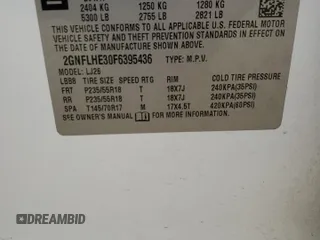 2404 KG 1250 KG 1280 KG
5300 LB 2755 LB 2821 LB
THIS VEHICLE CONFORMS TO ALL APPLICABLE U.S. FEDERAL MOTOR
VEHICLE SAFETY, BUMPER, AND THEFT PREVENTION STANDARDS IN
EFFECT ON THE DATE OF MANUFACTURE SHOWN ABOVE.
2GNFLHE30F6395436 TYPE: M.P.V.
MODEL: LJ26
TIRE SIZE SPEED RTG RIM COLD TIRE PRESSURE
FRT P235/55R18 T 18X7J 240KPA(35PSI)
RR P235/55R18 T 18X7J 240KPA(35PSI)
SPA T145/70R17 M 17X4.5T 420KPA(60PSI)
SEE OWNER'S MANUAL FOR ADDITIONAL INFORMATION.
© DREAMBID